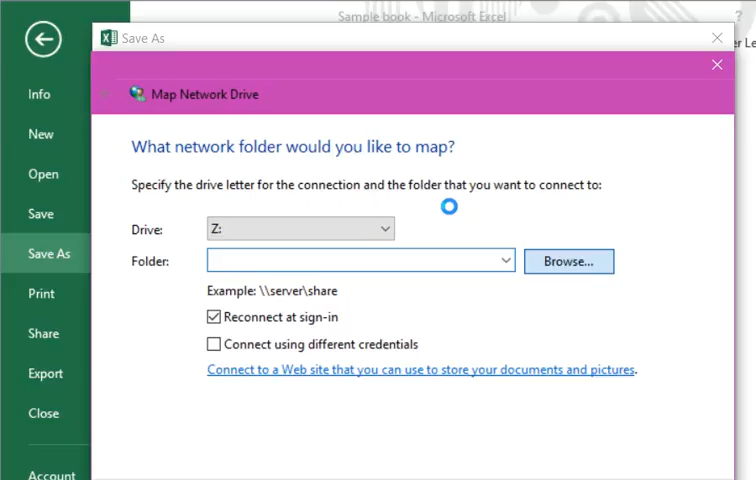 Sample book - Microsoft Excel
?
Save As
er Le
Map Network Drive
Info
New
Open
Save
Save As
Print
Share
Export
Close
Account
What network folder would you like to map?
Specify the drive letter for the connection and the folder that you want to connect to:
Drive:
Z:
Folder:
Browse...
Example: \\server\share
Reconnect at sign-in
Connect using different credentials
Connect to a Web site that you can use to store your documents and pictures.